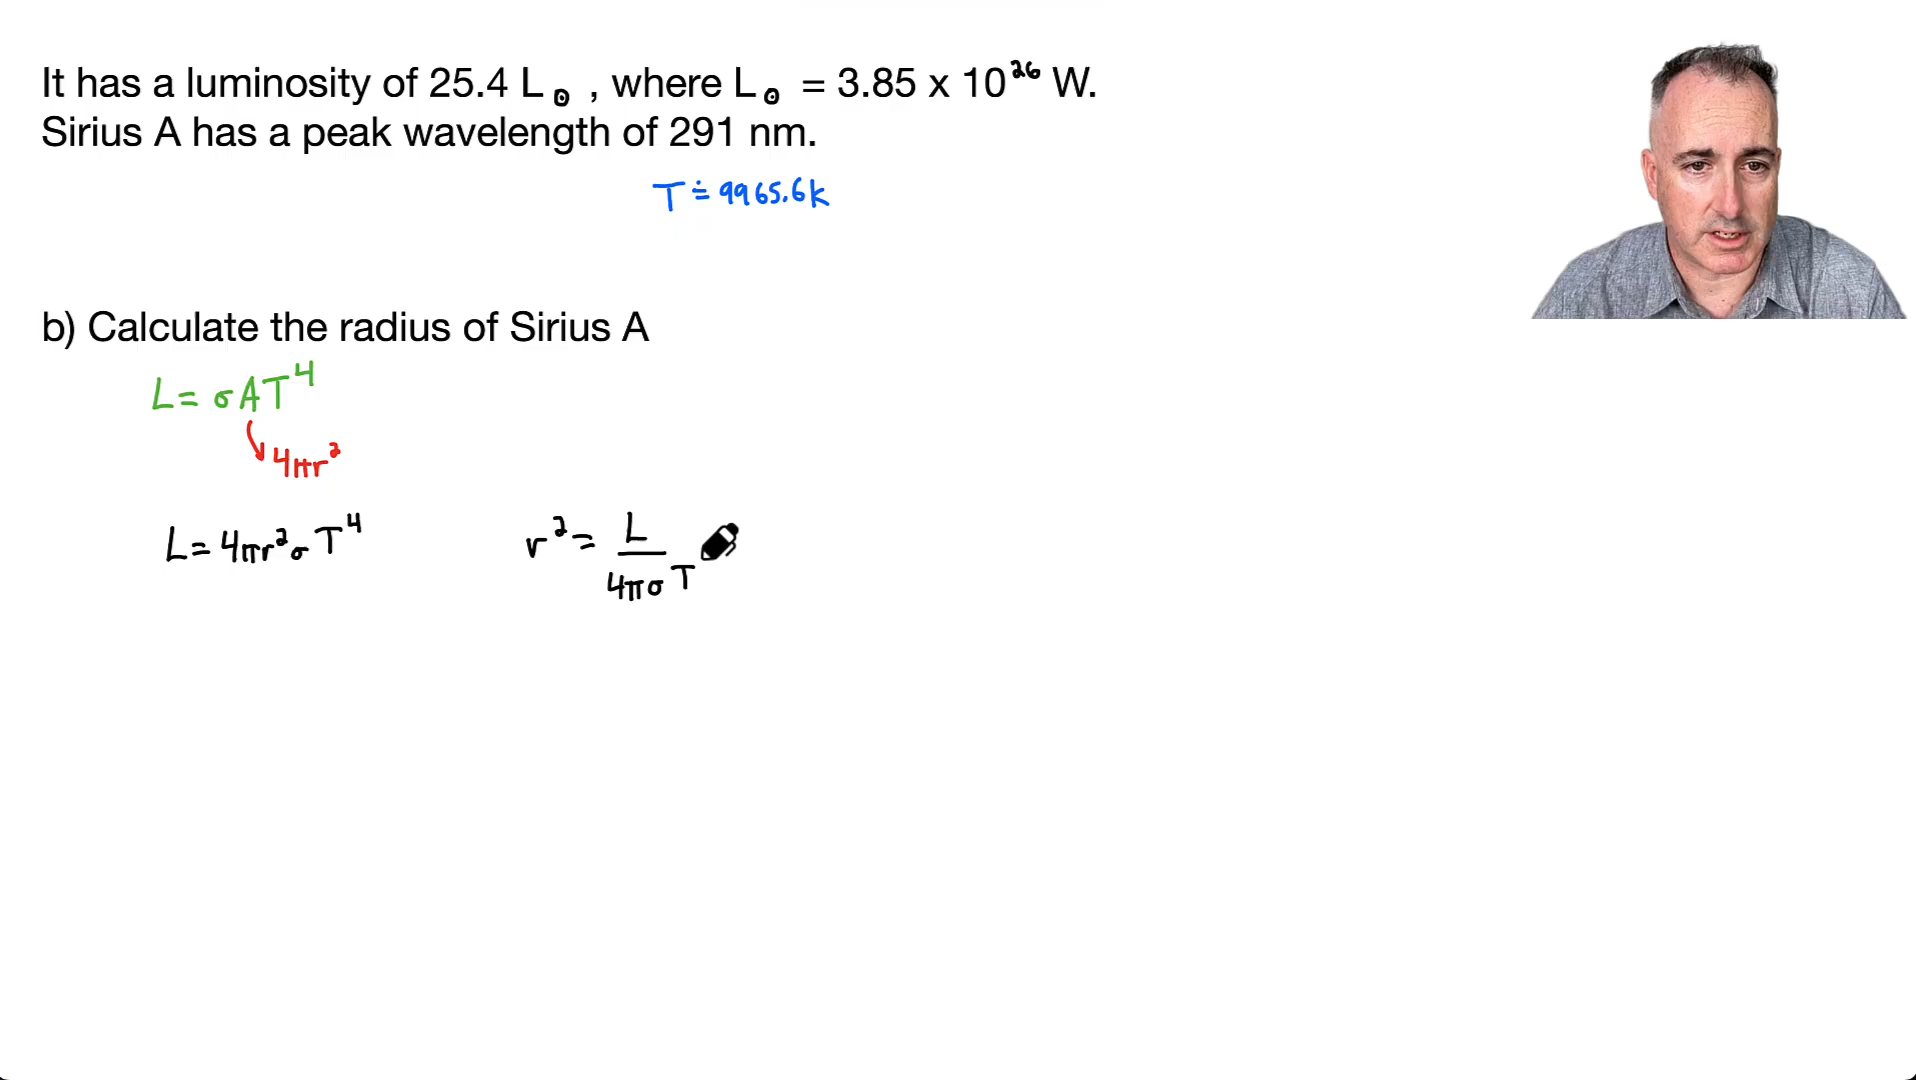 It has a luminosity of 25.4 L⊙ , where L⊙ = 3.85 x 10²⁶ W.
Sirius A has a peak wavelength of 291 nm.
T ≐ 9965.6k
b) Calculate the radius of Sirius A
L = σAT⁴
4πr²
L = 4πr²σT⁴
r² = L / 4πσT